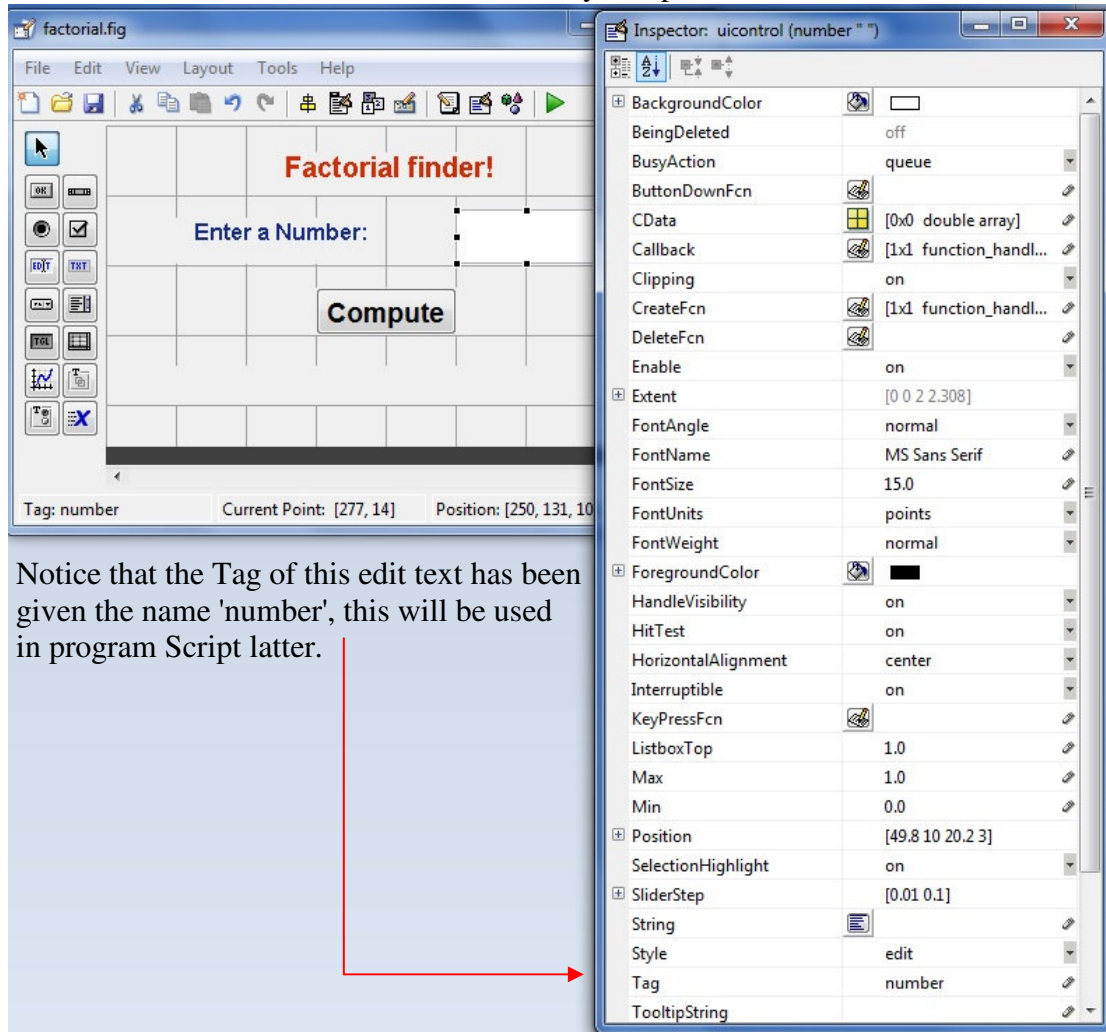 factorial.fig
File Edit View Layout Tools Help
OK
EDIT TXT
TGL
Factorial finder!
Enter a Number:
Compute
Tag: number Current Point: [277, 14] Position: [250, 131, 10
Notice that the Tag of this edit text has been
given the name 'number', this will be used
in program Script latter.
Inspector: uicontrol (number " ")
BackgroundColor
BeingDeleted off
BusyAction queue
ButtonDownFcn
CData [0x0 double array]
Callback [1x1 function_handl...
Clipping on
CreateFcn [1x1 function_handl...
DeleteFcn
Enable on
Extent [0 0 2 2.308]
FontAngle normal
FontName MS Sans Serif
FontSize 15.0
FontUnits points
FontWeight normal
ForegroundColor
HandleVisibility on
HitTest on
HorizontalAlignment center
Interruptible on
KeyPressFcn
ListboxTop 1.0
Max 1.0
Min 0.0
Position [49.8 10 20.2 3]
SelectionHighlight on
SliderStep [0.01 0.1]
String
Style edit
Tag number
TooltipString